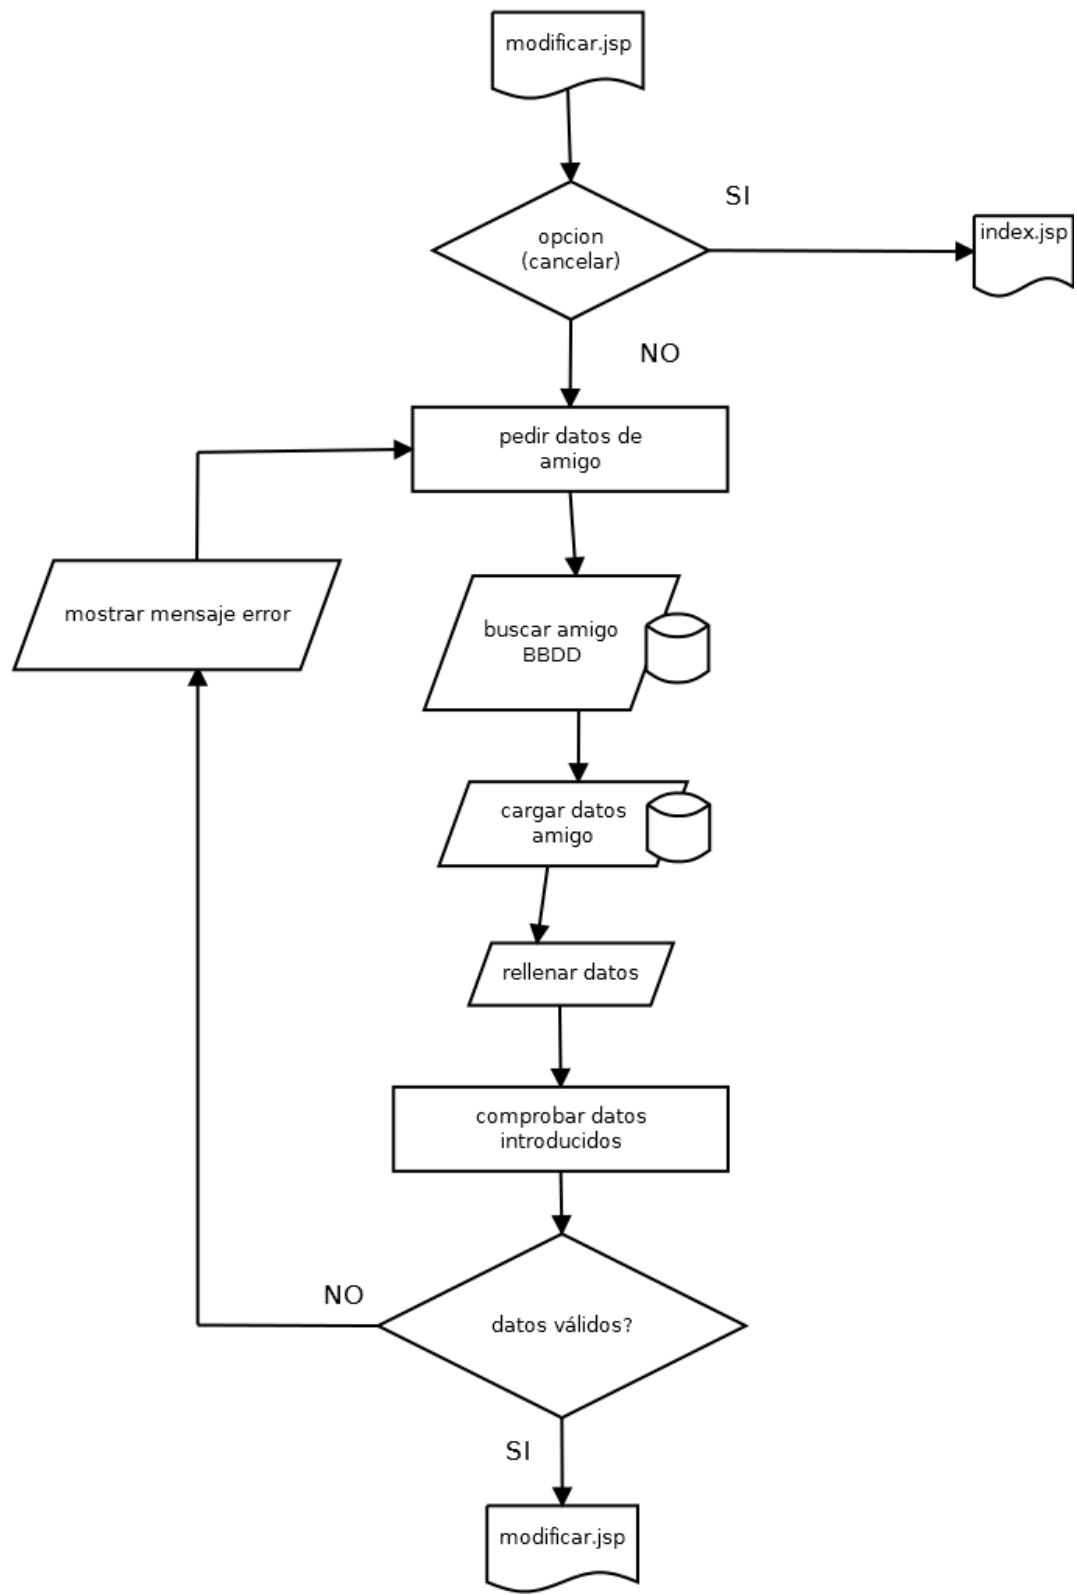 modificar.jsp
SI
opcion
(cancelar)
index.jsp
NO
pedir datos de
amigo
mostrar mensaje error
buscar amigo
BBDD
cargar datos
amigo
rellenar datos
comprobar datos
introducidos
NO
datos válidos?
SI
modificar.jsp